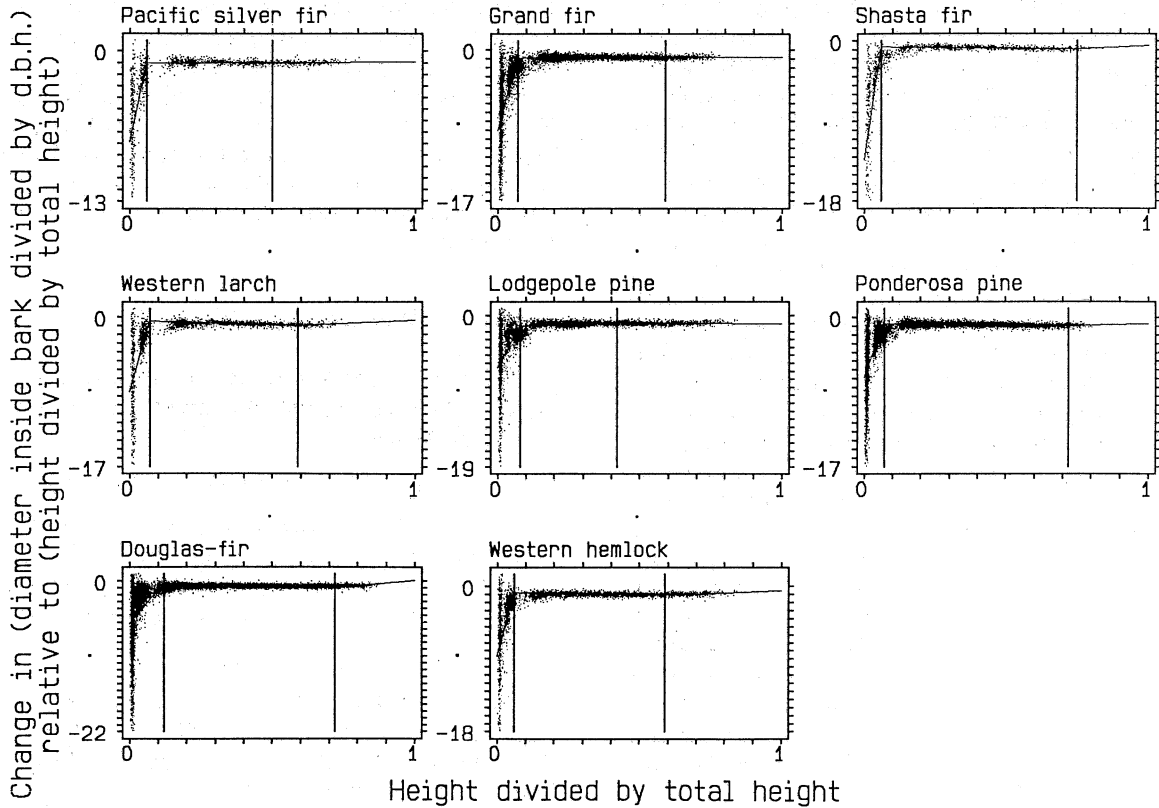 Change in (diameter inside bark divided by d.b.h.)
relative to (height divided by total height)
Pacific silver fir
0
-13
0
1
Grand fir
0
-17
0
1
Shasta fir
0
-18
0
1
Western larch
0
-17
0
1
Lodgepole pine
0
-19
0
1
Ponderosa pine
0
-17
0
1
Douglas-fir
0
-22
0
1
Western hemlock
0
-18
0
1
Height divided by total height